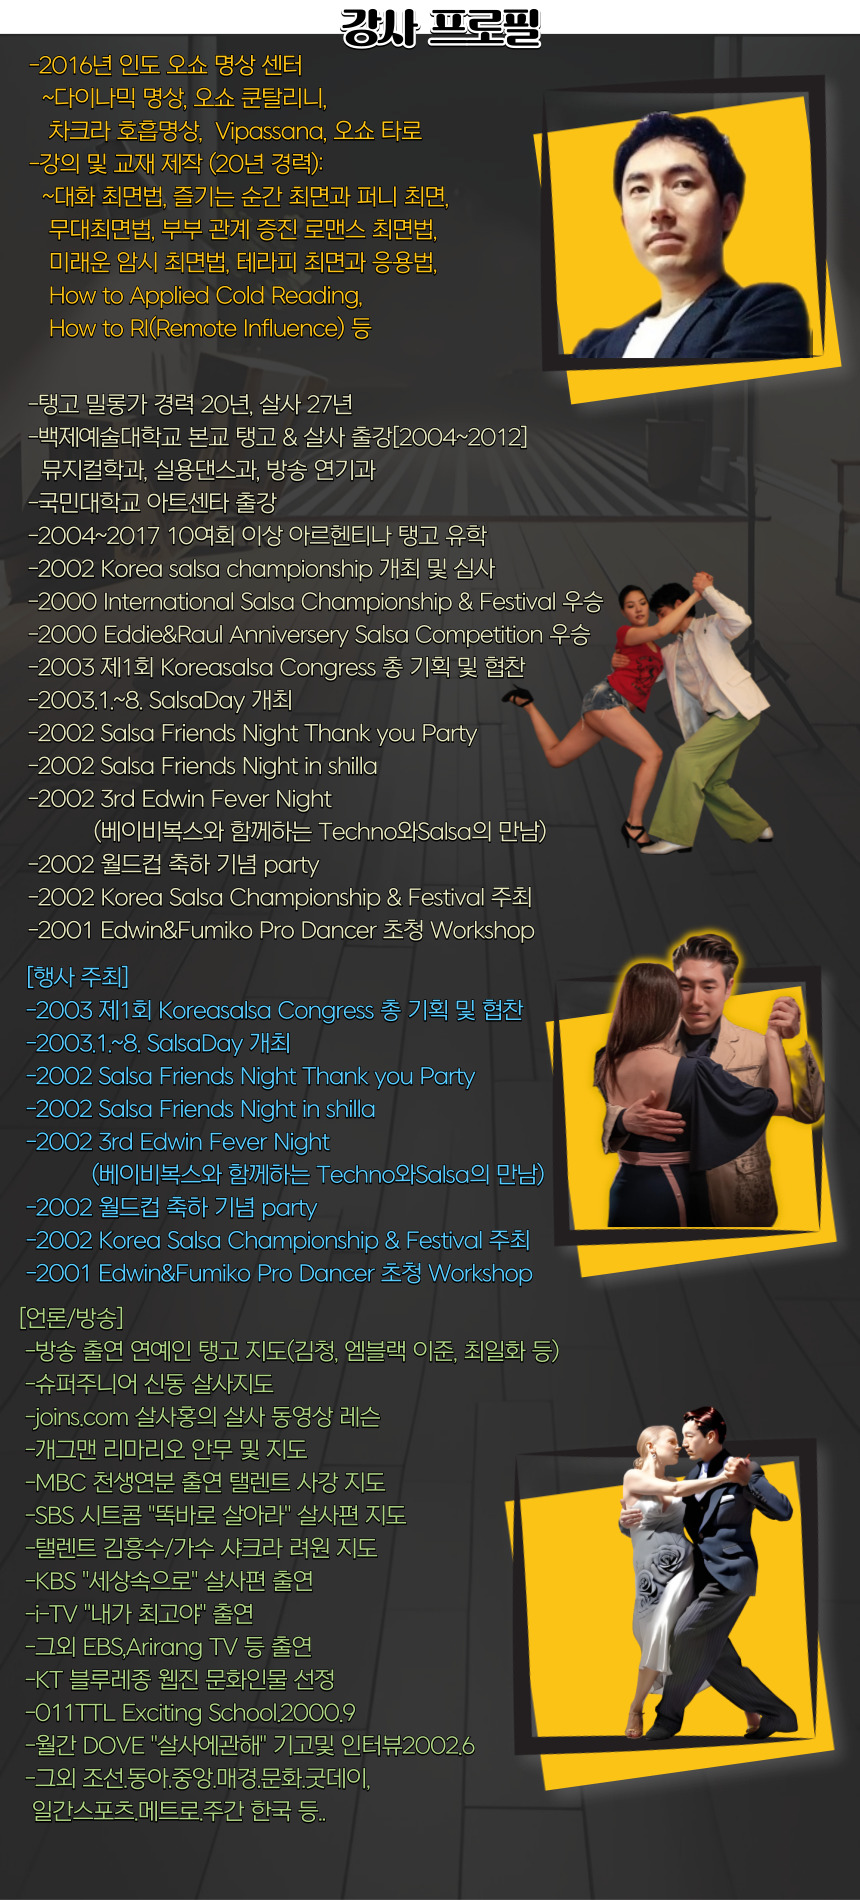 강사 프로필
-2016년 인도 오쇼 명상 센터
~다이나믹 명상, 오쇼 쿤탈리니,
차크라 호흡명상, Vipassana, 오쇼 타로
-강의 및 교재 제작 (20년 경력):
~대화 최면법, 즐기는 순간 최면과 퍼니 최면,
무대최면법, 부부 관계 증진 로맨스 최면법,
미래운 암시 최면법, 테라피 최면과 응용법,
How to Applied Cold Reading,
How to RI(Remote Influence) 등
-탱고 밀롱가 경력 20년, 살사 27년
-백제예술대학교 본교 탱고 & 살사 출강[2004~2012]
뮤지컬학과, 실용댄스과, 방송 연기과
-국민대학교 아트센타 출강
-2004~2017 10여회 이상 아르헨티나 탱고 유학
-2002 Korea salsa championship 개최 및 심사
-2000 International Salsa Championship & Festival 우승
-2000 Eddie&Raul Anniversery Salsa Competition 우승
-2003 제1회 Koreasalsa Congress 총 기획 및 협찬
-2003.1.~8. SalsaDay 개최
-2002 Salsa Friends Night Thank you Party
-2002 Salsa Friends Night in shilla
-2002 3rd Edwin Fever Night
(베이비복스와 함께하는 Techno와Salsa의 만남)
-2002 월드컵 축하 기념 party
-2002 Korea Salsa Championship & Festival 주최
-2001 Edwin&Fumiko Pro Dancer 초청 Workshop
[행사 주최]
-2003 제1회 Koreasalsa Congress 총 기획 및 협찬
-2003.1.~8. SalsaDay 개최
-2002 Salsa Friends Night Thank you Party
-2002 Salsa Friends Night in shilla
-2002 3rd Edwin Fever Night
(베이비복스와 함께하는 Techno와Salsa의 만남)
-2002 월드컵 축하 기념 party
-2002 Korea Salsa Championship & Festival 주최
-2001 Edwin&Fumiko Pro Dancer 초청 Workshop
[언론/방송]
-방송 출연 연예인 탱고 지도(김청, 엠블랙 이준, 최일화 등)
-슈퍼주니어 신동 살사지도
-joins.com 살사홍의 살사 동영상 레슨
-개그맨 리마리오 안무 및 지도
-MBC 천생연분 출연 탤렌트 사강 지도
-SBS 시트콤 "똑바로 살아라" 살사편 지도
-탤렌트 김흥수/가수 샤크라 려원 지도
-KBS "세상속으로" 살사편 출연
-i-TV "내가 최고야" 출연
-그외 EBS,Arirang TV 등 출연
-KT 블루레종 웹진 문화인물 선정
-011TTL Exciting School.2000.9
-월간 DOVE "살사에관해" 기고및 인터뷰2002.6
-그외 조선.동아.중앙.매경.문화.굿데이,
일간스포츠.메트로.주간 한국 등..